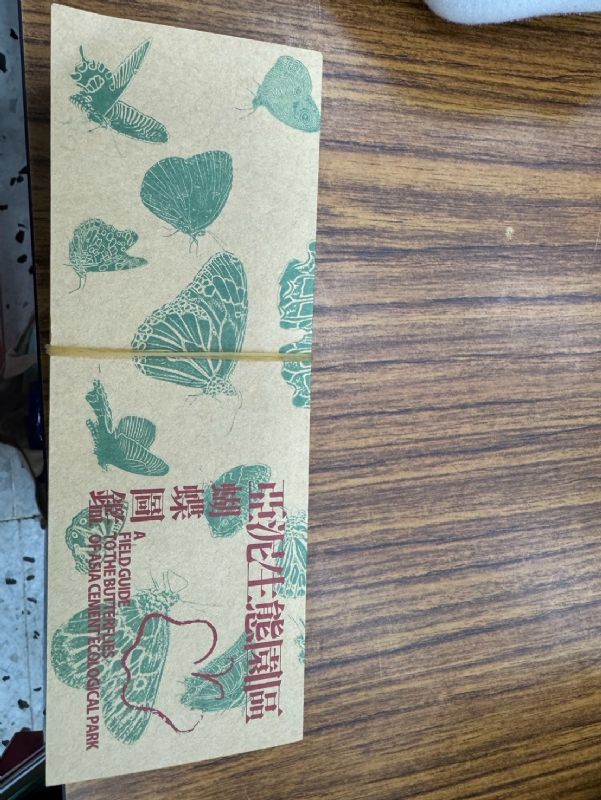 亞泥生態園區
蝴蝶圖鑑
A
FIELD GUIDE
TO THE BUTTERFLIES
OF ASIA CEMENT ECOLOGICAL PARK